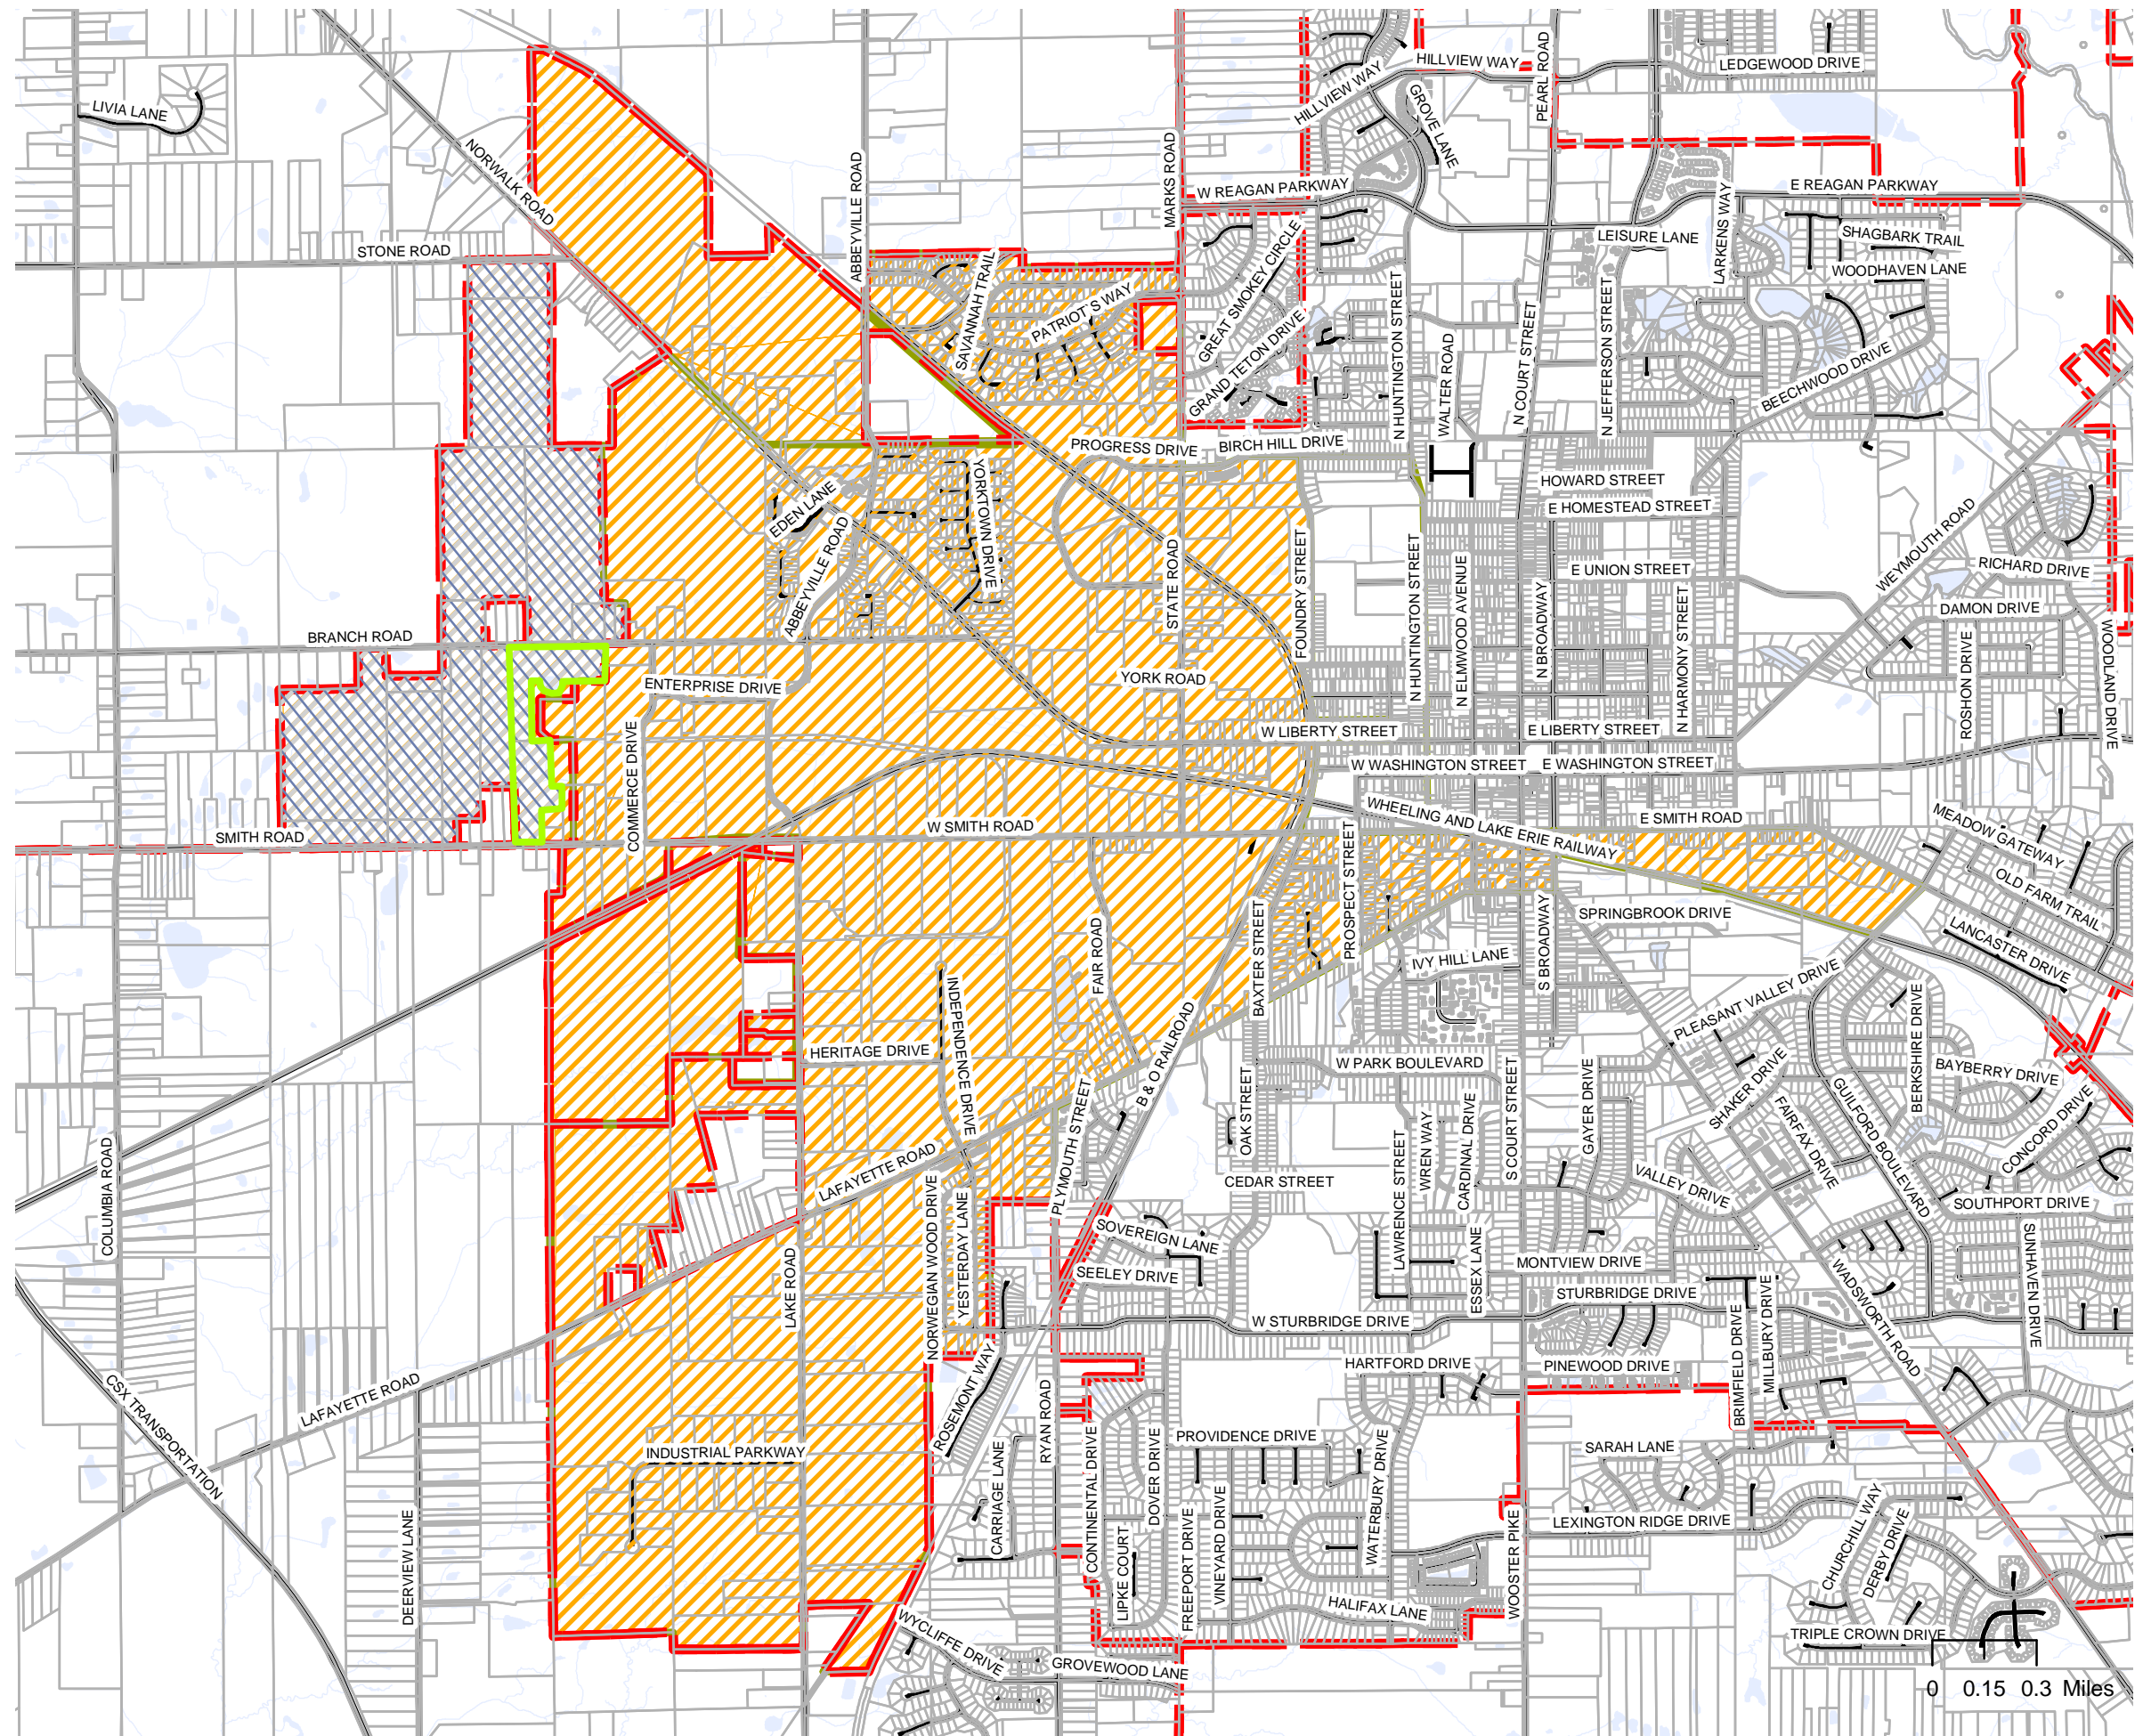 HILLVIEW WAY
LEDGEWOOD DRIVE
PEARL ROAD
HILLVIEW WAY
GROVE LANE
LIVIA LANE
NORWALK ROAD
ABBEYVILLE ROAD
MARKS ROAD
W REAGAN PARKWAY
E REAGAN PARKWAY
LARKENS WAY
LEISURE LANE
SHAGBARK TRAIL
STONE ROAD
WOODHAVEN LANE
SAVANNAH TRAIL
PATRIOT'S WAY
GREAT SMOKEY CIRCLE
GRAND TETON DRIVE
N HUNTINGTON STREET
WALTER ROAD
N COURT STREET
N JEFFERSON STREET
BEECHWOOD DRIVE
PROGRESS DRIVE
BIRCH HILL DRIVE
HOWARD STREET
E HOMESTEAD STREET
EDEN LANE
YORKTOWN DRIVE
ABBEYVILLE ROAD
STATE ROAD
FOUNDRY STREET
N HUNTINGTON STREET
N ELMWOOD AVENUE
N BROADWAY
E UNION STREET
N HARMONY STREET
WEYMOUTH ROAD
RICHARD DRIVE
DAMON DRIVE
ROSHON DRIVE
WOODLAND DRIVE
BRANCH ROAD
YORK ROAD
ENTERPRISE DRIVE
COMMERCE DRIVE
W LIBERTY STREET
E LIBERTY STREET
W WASHINGTON STREET
E WASHINGTON STREET
SMITH ROAD
W SMITH ROAD
WHEELING AND LAKE ERIE RAILWAY
E SMITH ROAD
MEADOW GATEWAY
OLD FARM TRAIL
LANCASTER DRIVE
PROSPECT STREET
BAXTER STREET
FAIR ROAD
SPRINGBROOK DRIVE
IVY HILL LANE
S BROADWAY
PLEASANT VALLEY DRIVE
INDEPENDENCE DRIVE
B & O RAILROAD
HERITAGE DRIVE
W PARK BOULEVARD
BERKSHIRE DRIVE
BAYBERRY DRIVE
SHAKER DRIVE
GUILFORD BOULEVARD
FAIRFAX DRIVE
CONCORD DRIVE
PLYMOUTH STREET
OAK STREET
LAWRENCE STREET
WREN WAY
CARDINAL DRIVE
S COURT STREET
GAYER DRIVE
COLUMBIA ROAD
LAFAYETTE ROAD
CEDAR STREET
VALLEY DRIVE
SOUTHPORT DRIVE
NORWEGIAN WOOD DRIVE
YESTERDAY LANE
LAKE ROAD
SOVEREIGN LANE
SEELEY DRIVE
ESSEX LANE
MONTVIEW DRIVE
STURBRIDGE DRIVE
W STURBRIDGE DRIVE
WADSWORTH ROAD
SUNHAVEN DRIVE
BRIMFIELD DRIVE
MILLBURY DRIVE
CSX TRANSPORTATION
LAFAYETTE ROAD
ROSEMONT WAY
HARTFORD DRIVE
PINEWOOD DRIVE
RYAN ROAD
INDUSTRIAL PARKWAY
CARRIAGE LANE
CONTINENTAL DRIVE
DOVER DRIVE
PROVIDENCE DRIVE
SARAH LANE
DEERVIEW LANE
LIPKE COURT
FREEPORT DRIVE
VINEYARD DRIVE
WATERBURY DRIVE
WOOSTER PIKE
LEXINGTON RIDGE DRIVE
CHURCHILL WAY
DERBY DRIVE
HALIFAX LANE
WYCLIFFE DRIVE
GROVEWOOD LANE
TRIPLE CROWN DRIVE
0 0.15 0.3 Miles